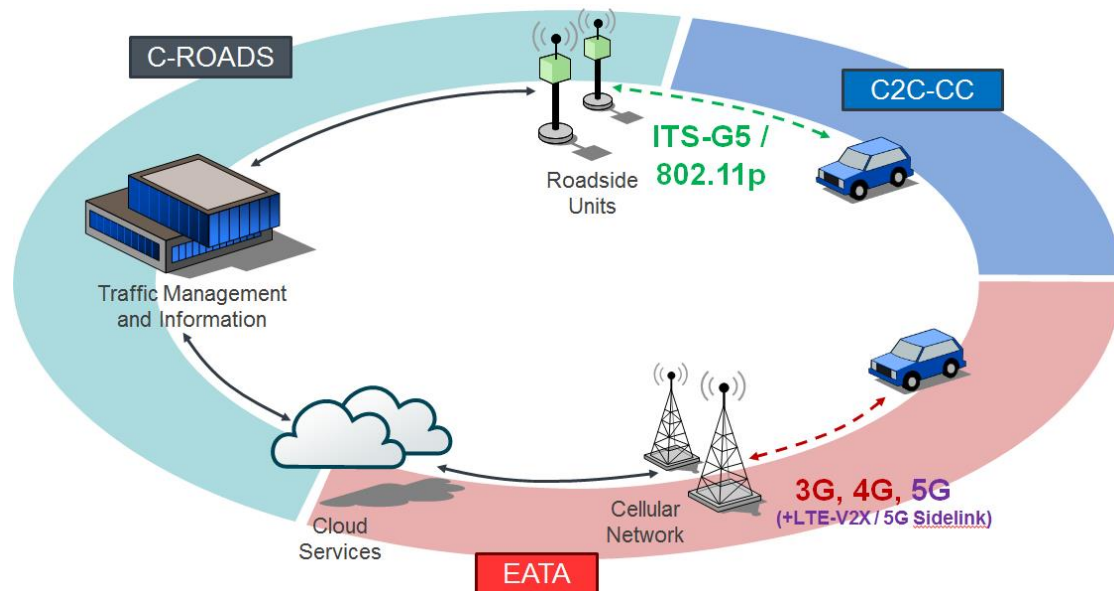 C-ROADS
C2C-CC
ITS-G5 /
802.11p
Roadside
Units
Traffic Management
and Information
3G, 4G, 5G
(+LTE-V2X / 5G Sidelink)
Cellular
Network
Cloud
Services
EATA